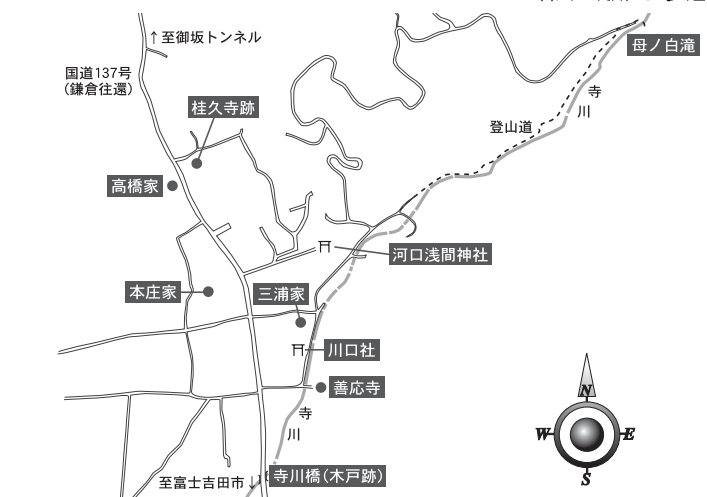 ↑至御坂トンネル
国道137号
(鎌倉往還)
母ノ白滝
桂久寺跡
寺
川
登山道
高橋家
河口浅間神社
本庄家
三浦家
川口社
善応寺
寺
川
N
W
E
S
寺川橋(木戸跡)
至富士吉田市↓